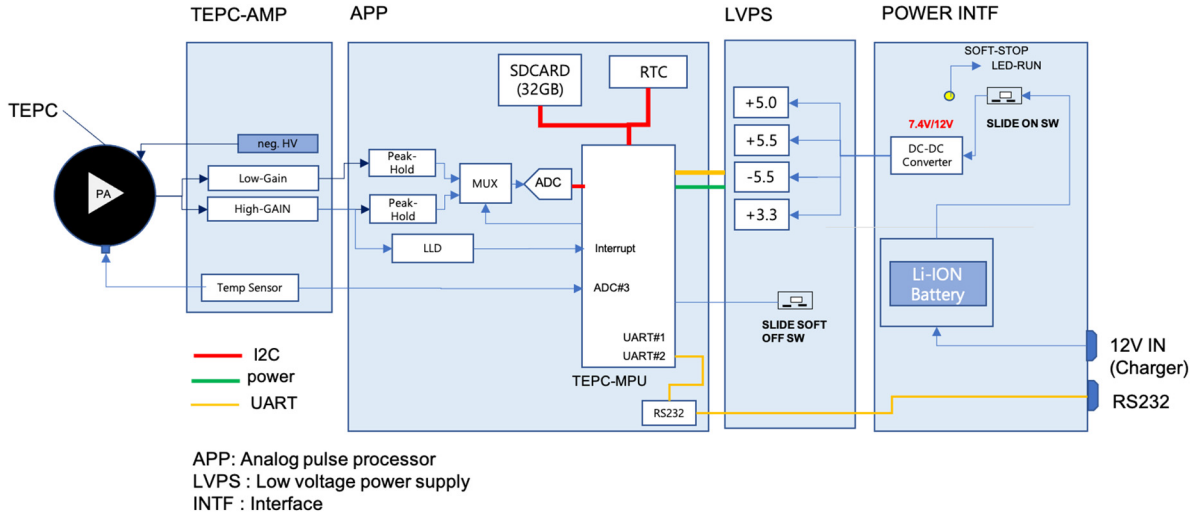 TEPC-AMP
APP
LVPS
POWER INTF
TEPC
PA
neg. HV
Low-Gain
High-GAIN
Temp Sensor
SDCARD
(32GB)
RTC
Peak-
Hold
Peak-
Hold
MUX
ADC
LLD
Interrupt
ADC#3
UART#1
UART#2
TEPC-MPU
RS232
+5.0
+5.5
-5.5
+3.3
SLIDE SOFT
OFF SW
SOFT-STOP
LED-RUN
SLIDE ON SW
7.4V/12V
DC-DC
Converter
Li-ION
Battery
12V IN
(Charger)
RS232
I2C
power
UART
APP: Analog pulse processor
LVPS : Low voltage power supply
INTF : Interface